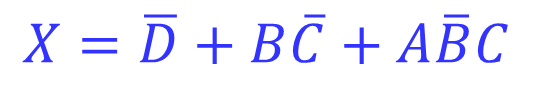 X = D̅ + BC̅ + AB̅C